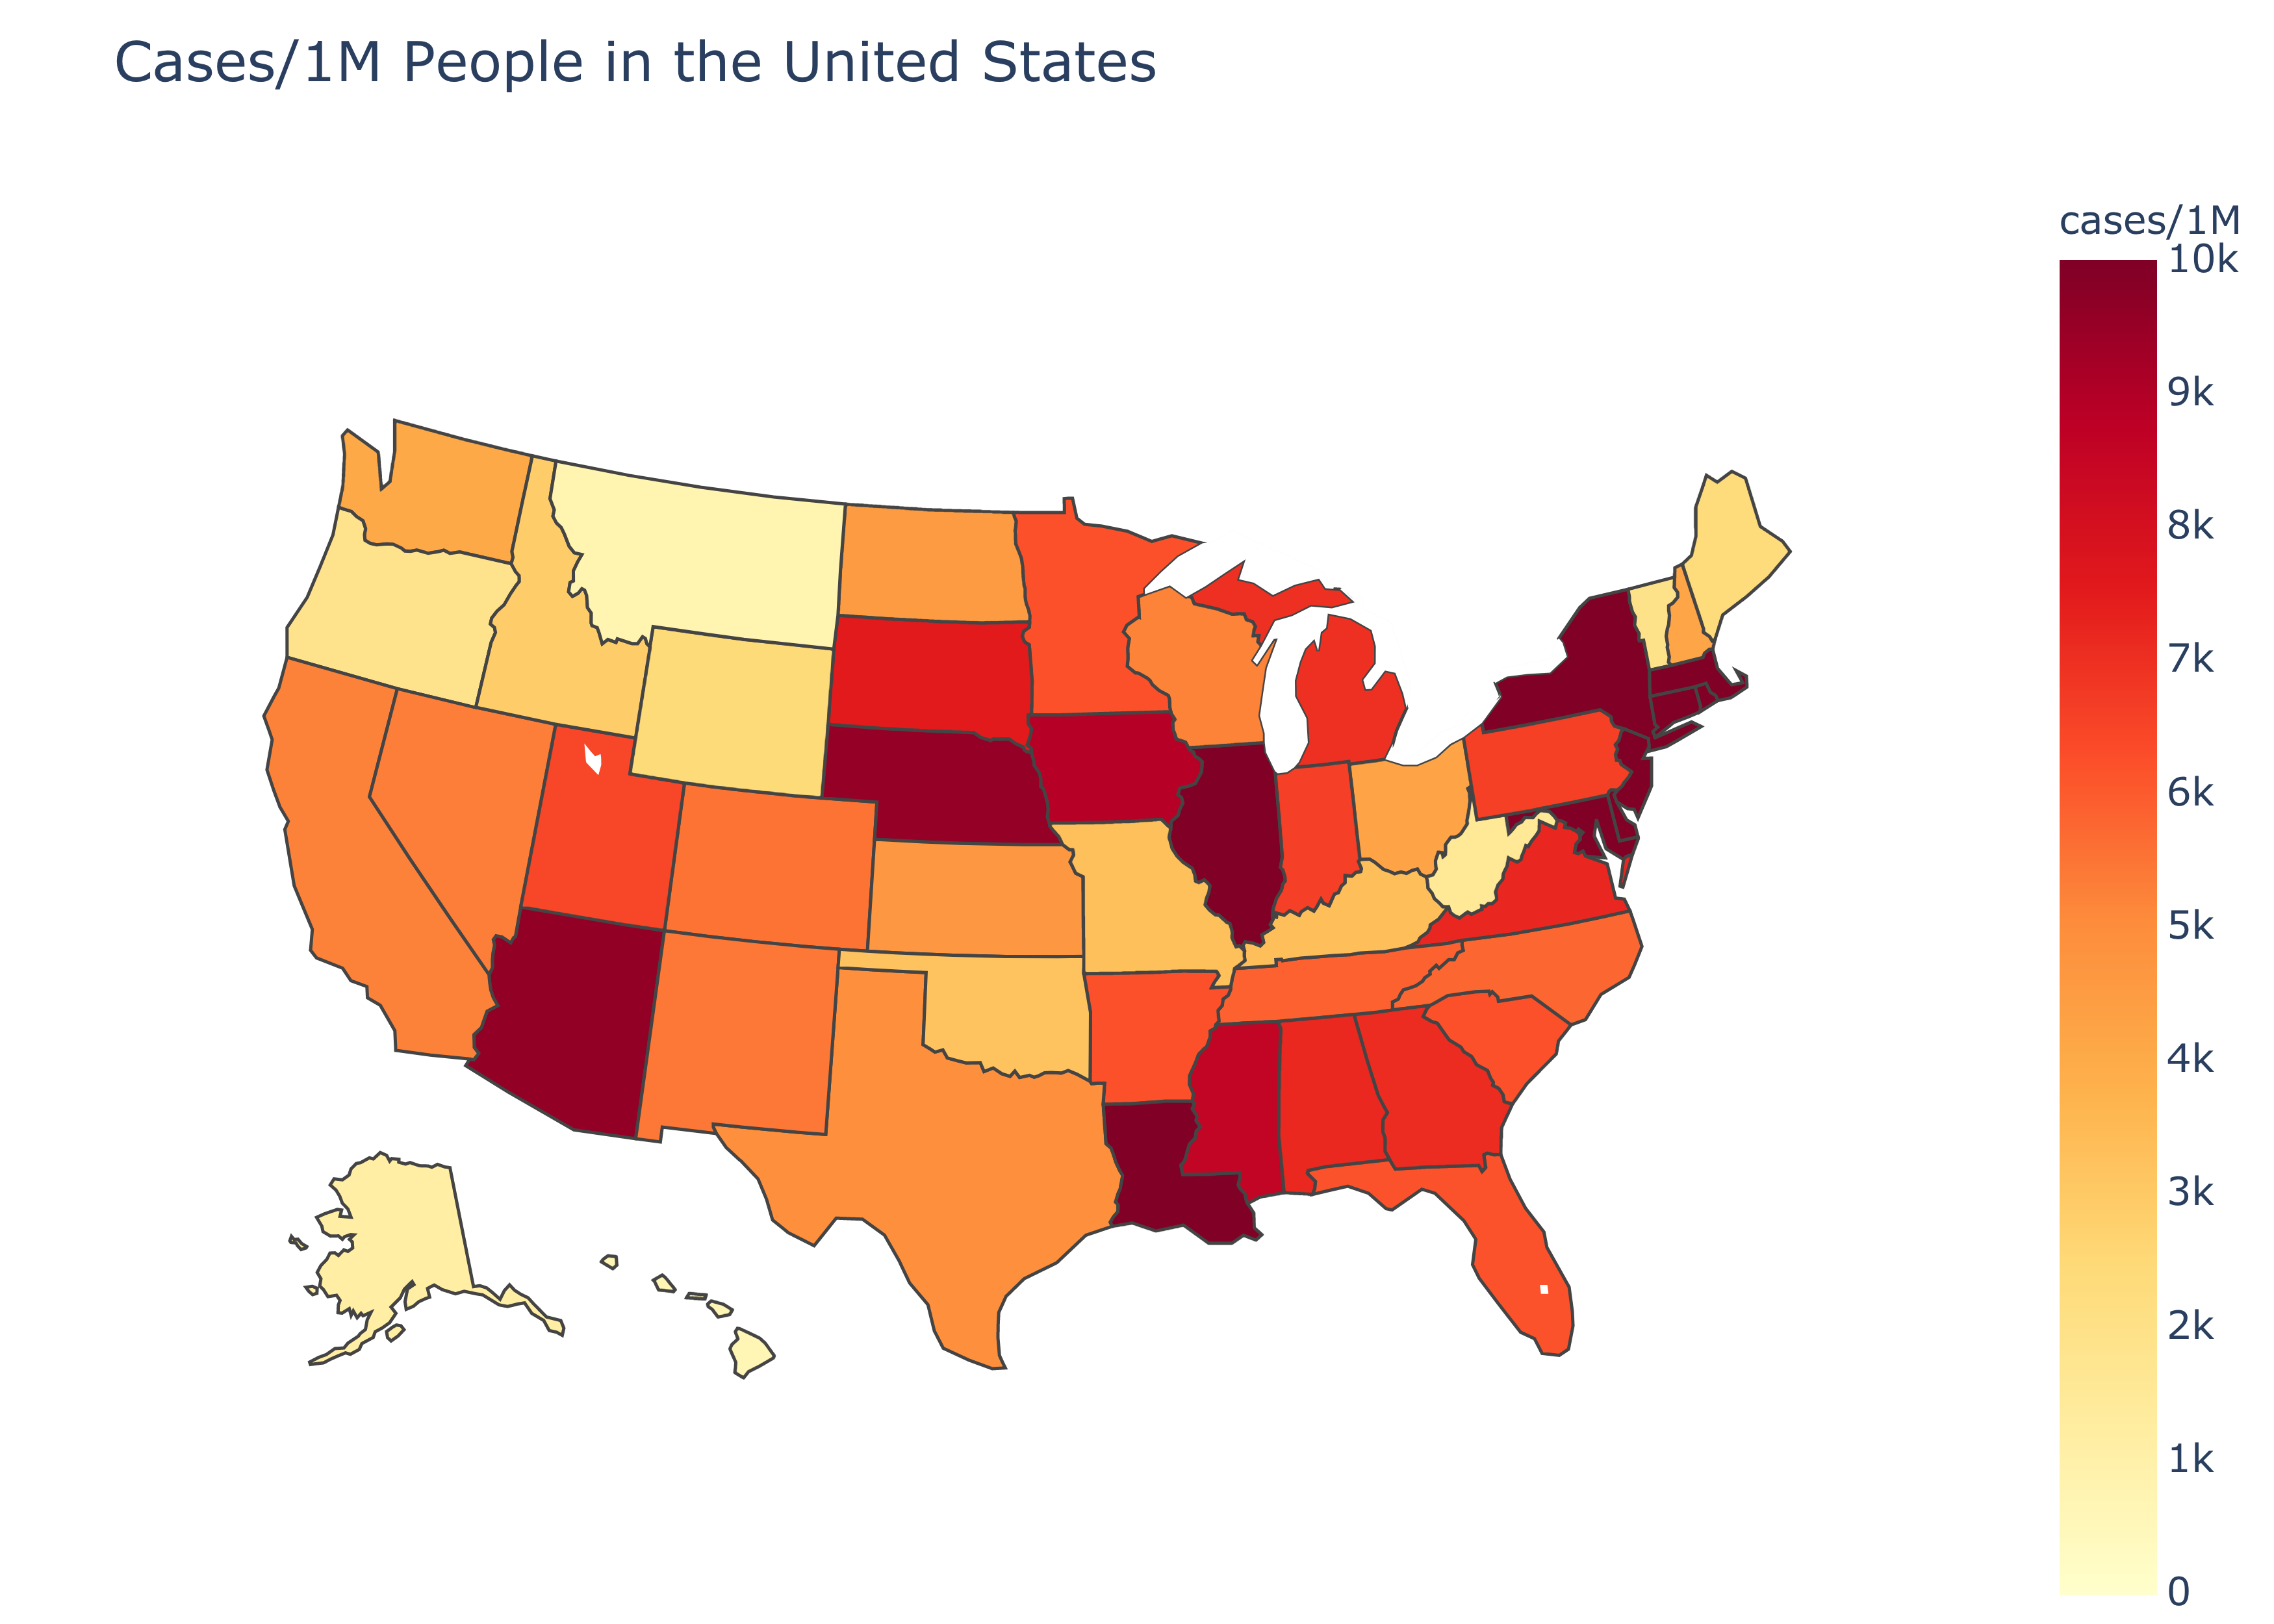 Cases/1M People in the United States
cases/1M
10k
9k
8k
7k
6k
5k
4k
3k
2k
1k
0